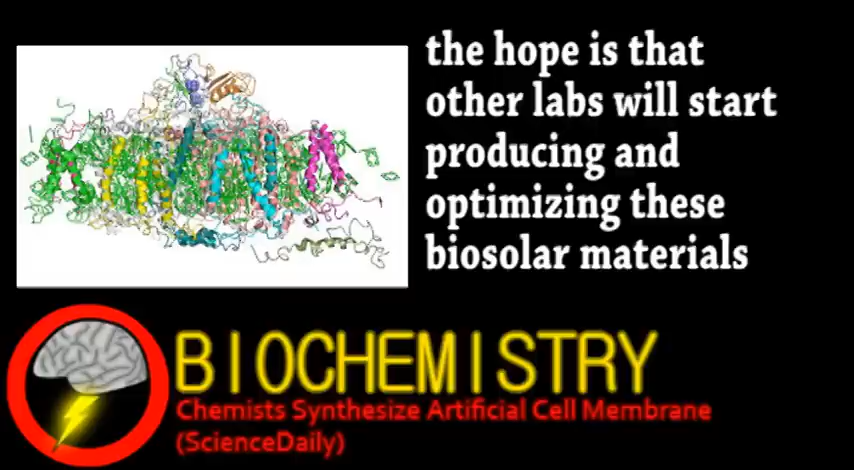 the hope is that
other labs will start
producing and
optimizing these
biosolar materials
BIOCHEMISTRY
Chemists Synthesize Artificial Cell Membrane
(ScienceDaily)